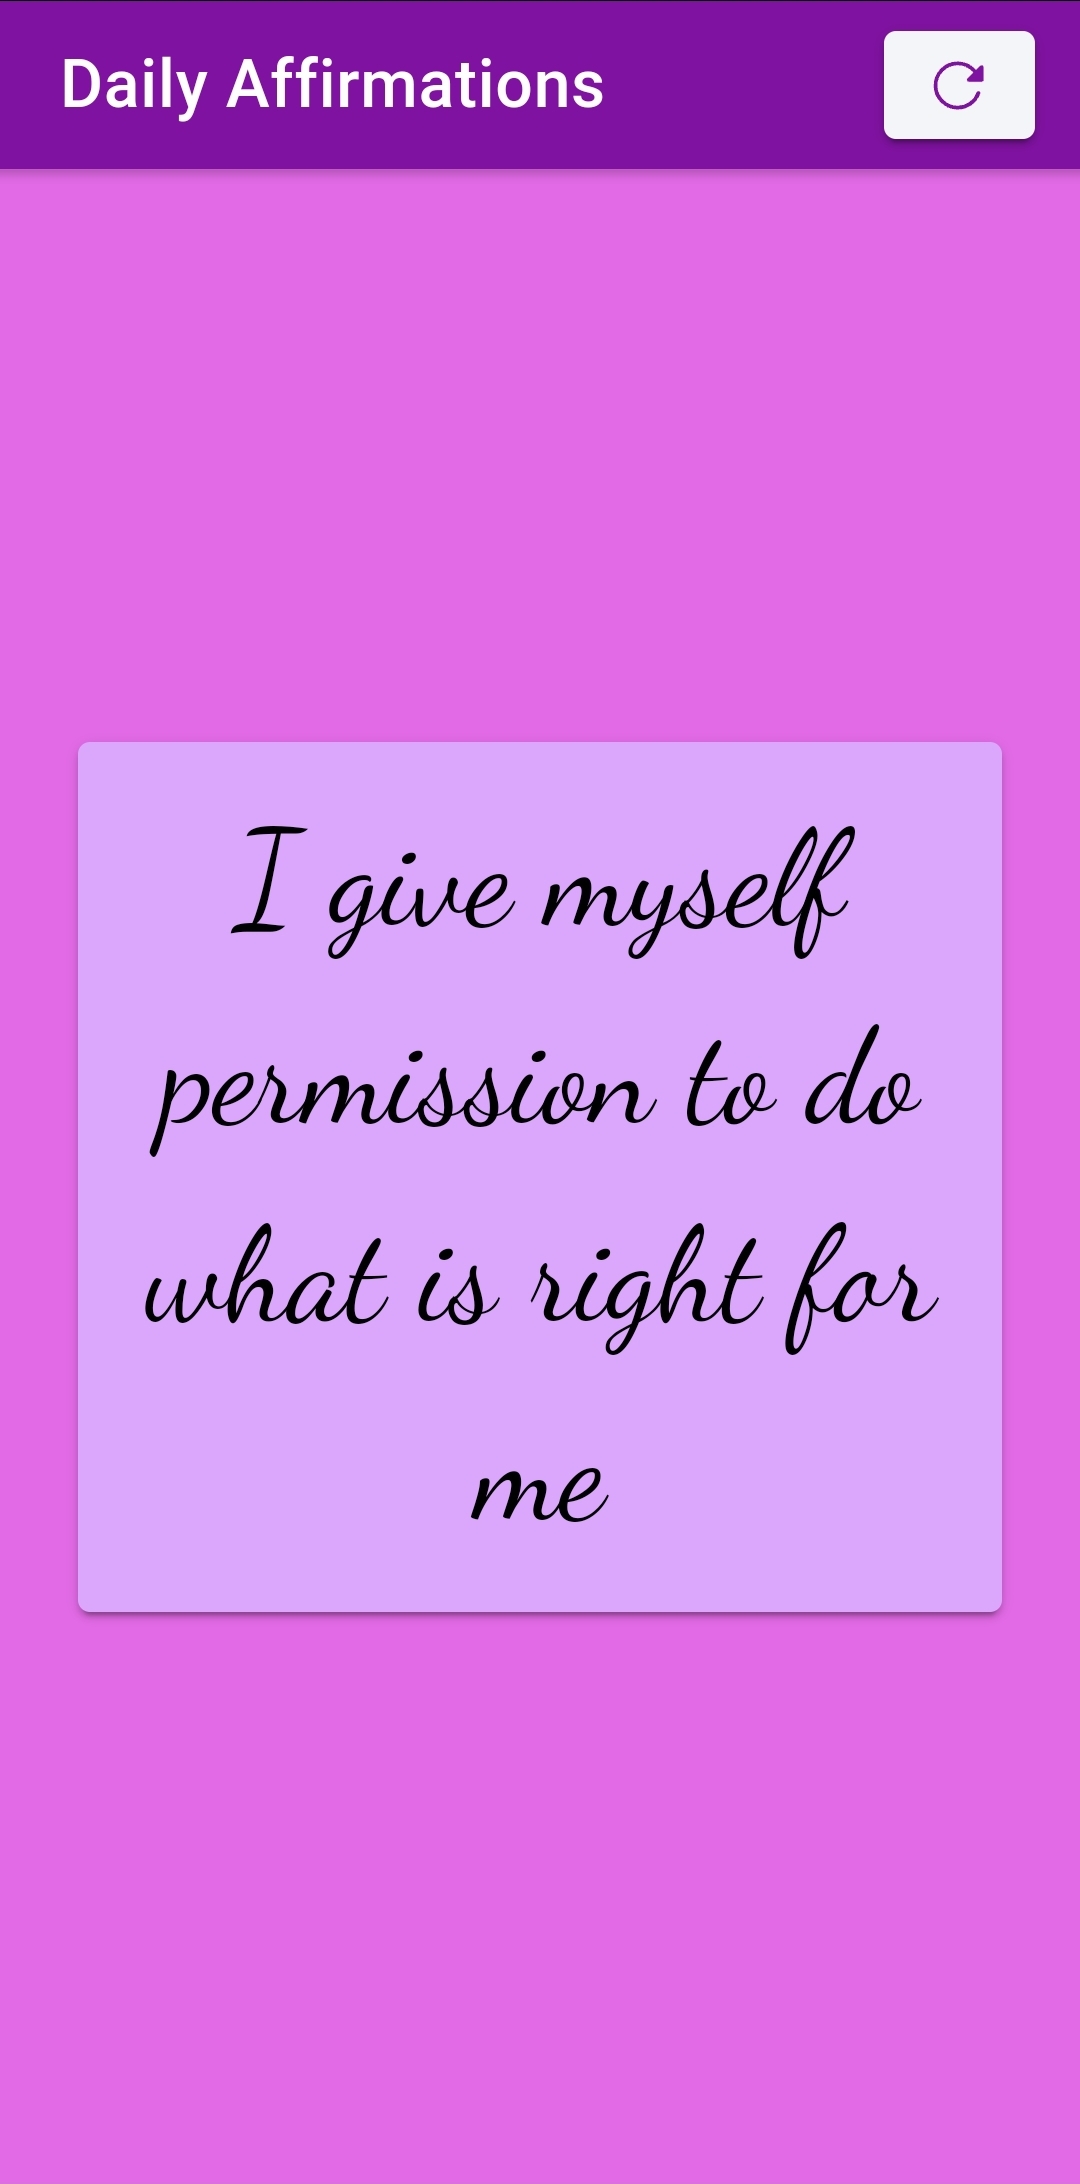 Daily Affirmations
I give myself
permission to do
what is right for
me